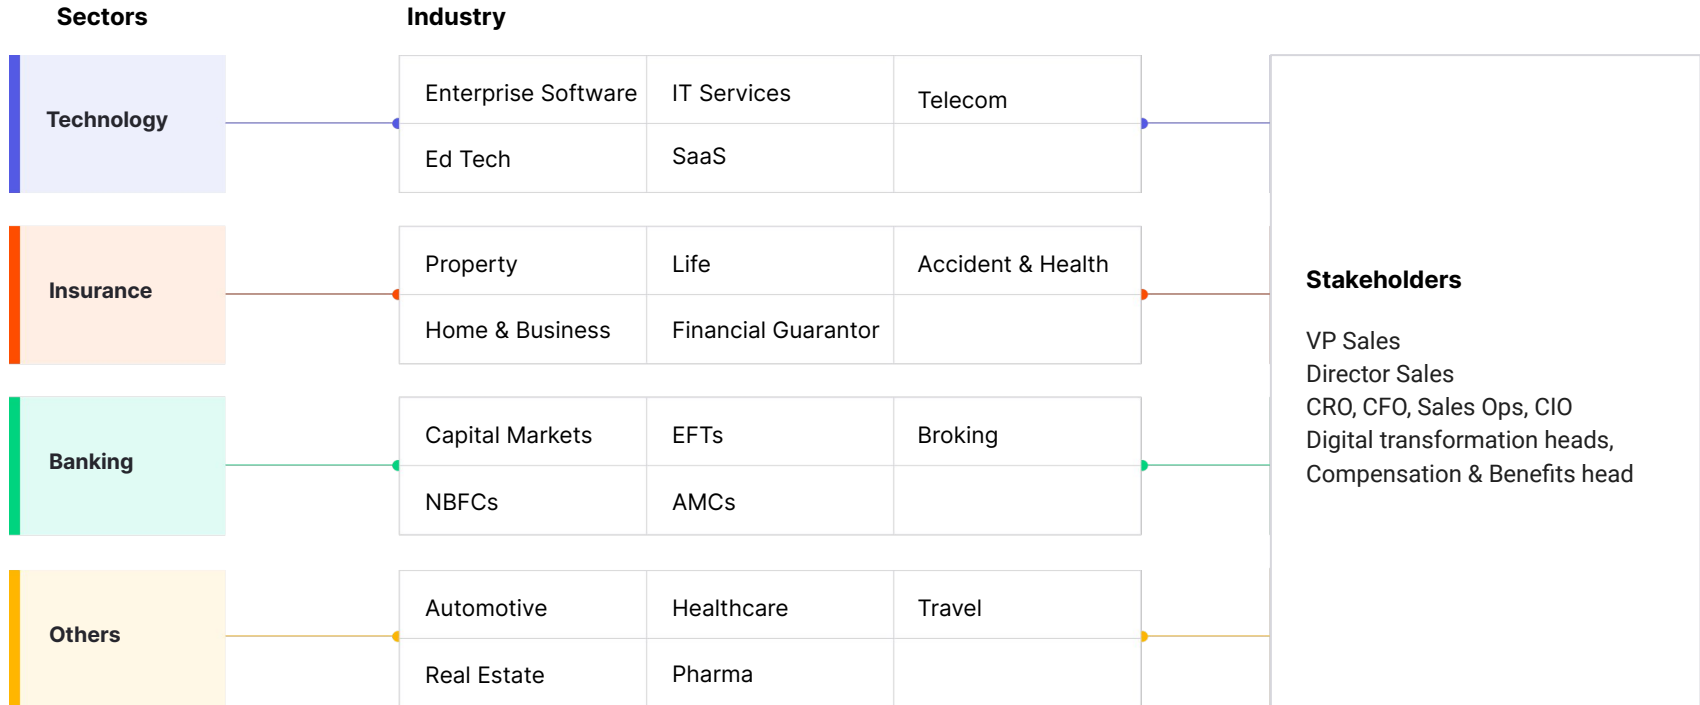 Sectors
Industry
Technology
Enterprise Software
IT Services
Telecom
Ed Tech
SaaS
Insurance
Property
Life
Accident & Health
Home & Business
Financial Guarantor
Banking
Capital Markets
EFTs
Broking
NBFCs
AMCs
Others
Automotive
Healthcare
Travel
Real Estate
Pharma
Stakeholders
VP Sales
Director Sales
CRO, CFO, Sales Ops, CIO
Digital transformation heads,
Compensation & Benefits head